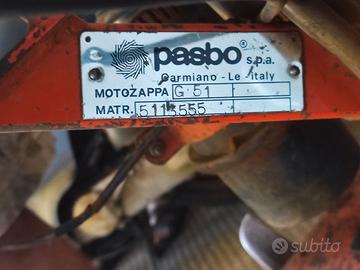 pasbo® s.p.a.
Carmiano - Le italy
MOTOZAPPA G 51
MATR. 5115555
subito